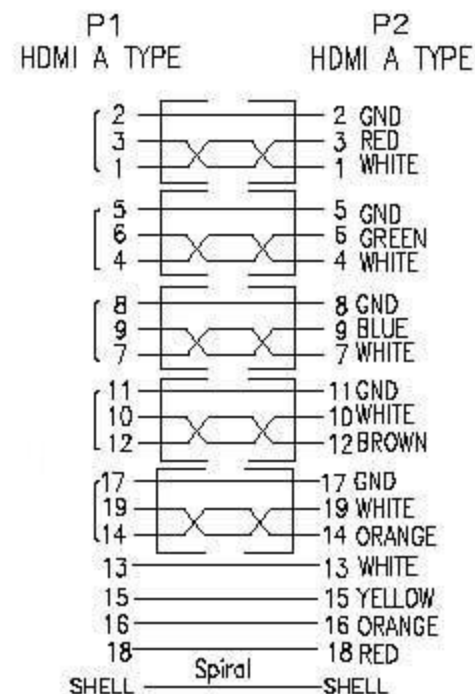 P1 P2
HDMI A TYPE HDMI A TYPE
2 2 GND
3 3 RED
1 1 WHITE
5 5 GND
6 6 GREEN
4 4 WHITE
8 8 GND
9 9 BLUE
7 7 WHITE
11 11 GND
10 10 WHITE
12 12 BROWN
17 17 GND
19 19 WHITE
14 14 ORANGE
13 13 WHITE
15 15 YELLOW
16 16 ORANGE
18 18 RED
Spiral
SHELL SHELL